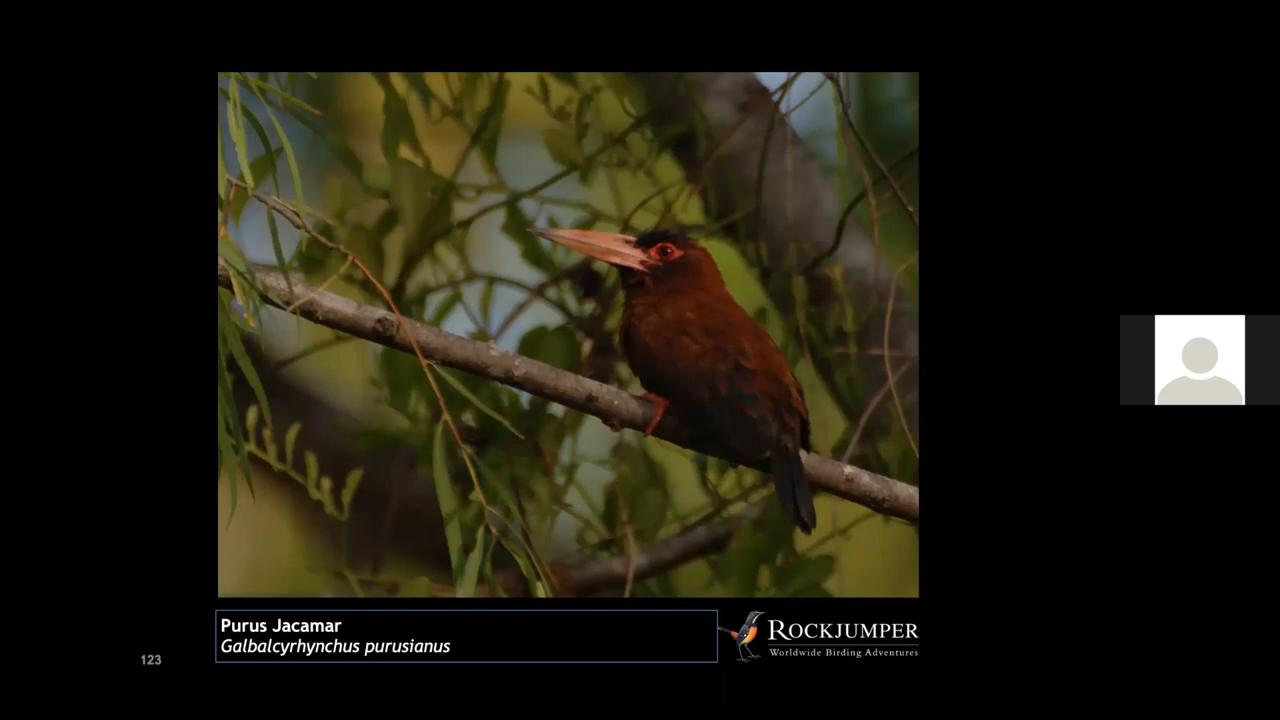 Purus Jacamar
Galbalcyrhynchus purusianus
ROCKJUMPER
Worldwide Birding Adventures
123